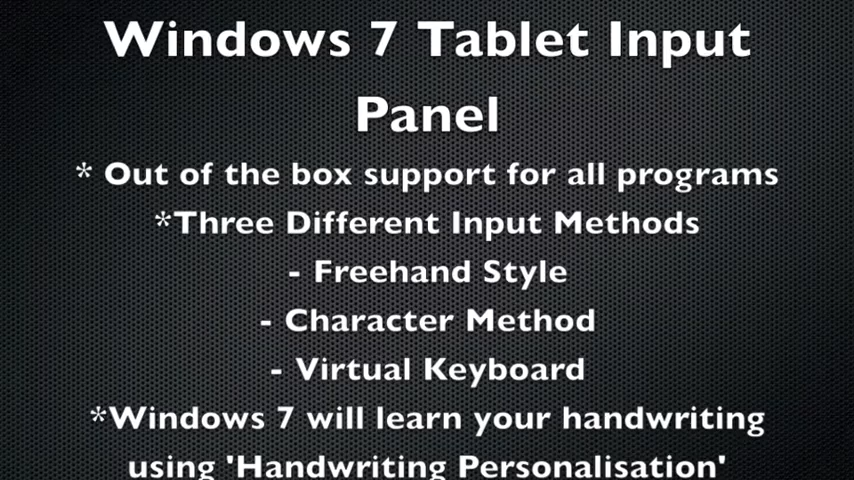 Windows 7 Tablet Input
Panel
* Out of the box support for all programs
*Three Different Input Methods
- Freehand Style
- Character Method
- Virtual Keyboard
*Windows 7 will learn your handwriting
using 'Handwriting Personalisation'